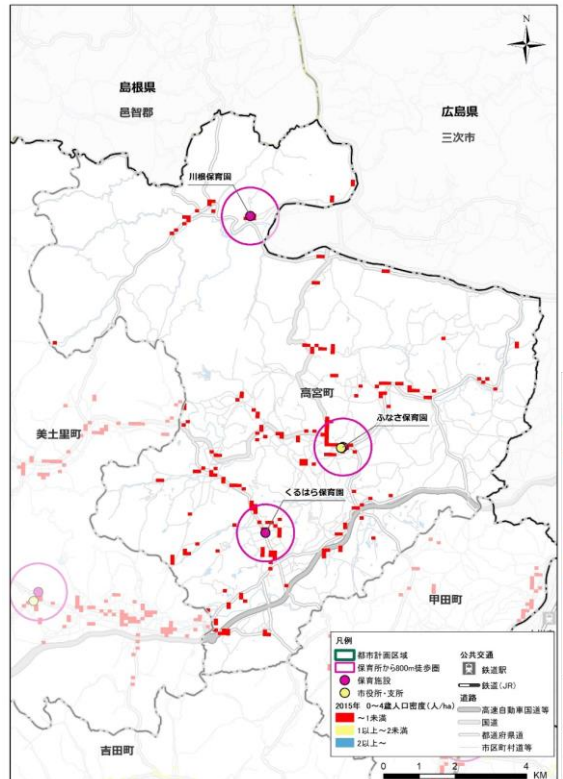 N
島根県
邑智郡
広島県
三次市
川根保育園
高宮町
ふなさ保育園
美土里町
くるはら保育園
甲田町
吉田町
凡例
都市計画区域
保育所から800m徒歩圏
保育施設
市役所・支所
2015年 0~4歳人口密度(人/ha)
~1未満
1以上~2未満
2以上~
公共交通
鉄道駅
鉄道(JR)
道路
高速自動車国道等
国道
都道府県道
市区町村道等
0 1 2 4
KM